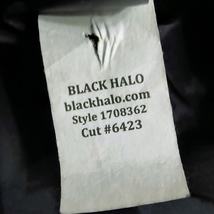 BLACK HALO
blackhalo.com
Style 1708362
Cut #6423